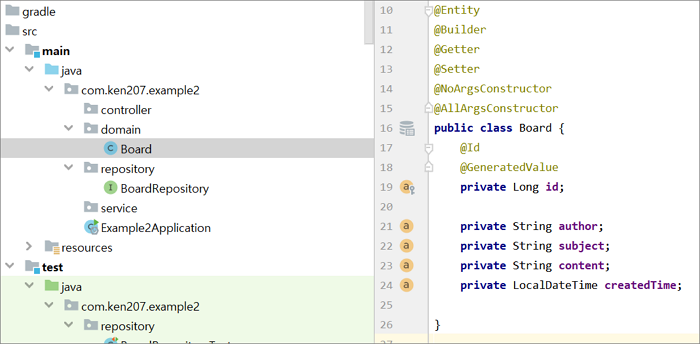 gradle
src
main
java
com.ken207.example2
controller
domain
Board
repository
BoardRepository
service
Example2Application
resources
test
java
com.ken207.example2
repository
BoardRepositoryTest
10 @Entity
11 @Builder
12 @Getter
13 @Setter
14 @NoArgsConstructor
15 @AllArgsConstructor
16 public class Board {
17 @Id
18 @GeneratedValue
19 private Long id;
20
21 private String author;
22 private String subject;
23 private String content;
24 private LocalDateTime createdTime;
25
26 }
27